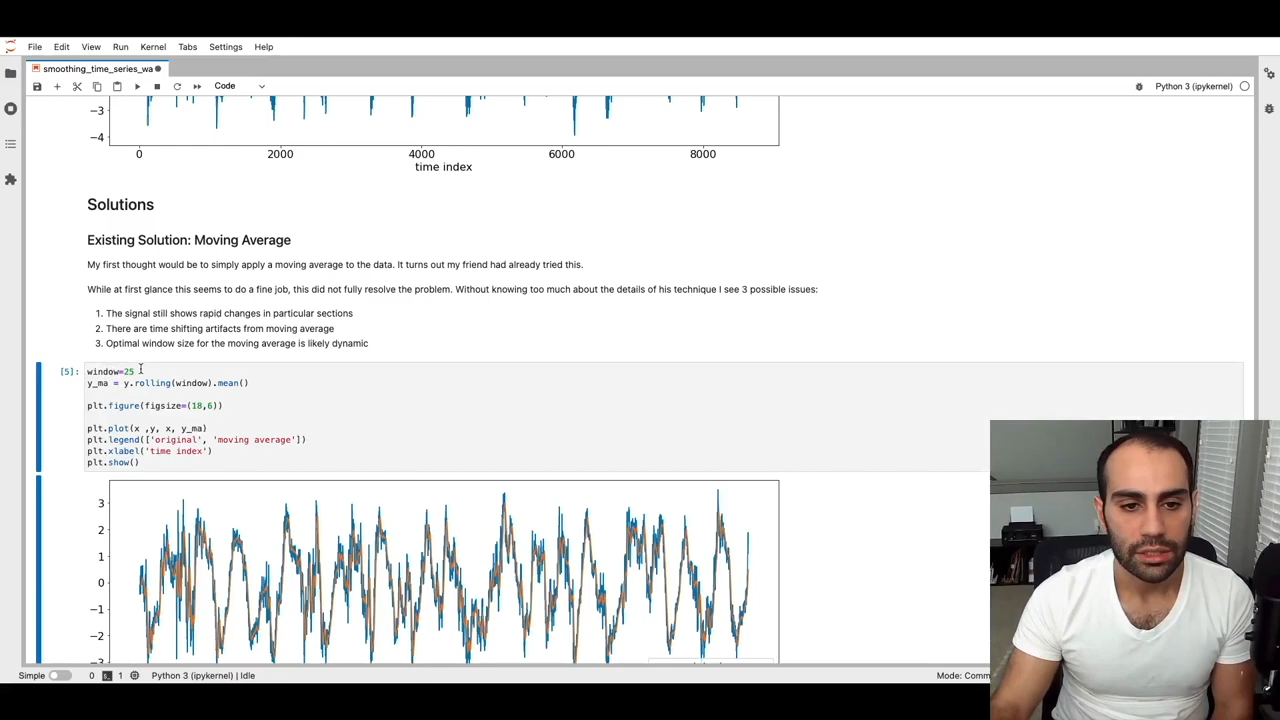 File Edit View Run Kernel Tabs Settings Help
smoothing_time_series_wa
Code
Python 3 (ipykernel)
−3
−4
0 2000 4000 6000 8000
time index
Solutions
Existing Solution: Moving Average
My first thought would be to simply apply a moving average to the data. It turns out my friend had already tried this.
While at first glance this seems to do a fine job, this did not fully resolve the problem. Without knowing too much about the details of his technique I see 3 possible issues:
1. The signal still shows rapid changes in particular sections
2. There are time shifting artifacts from moving average
3. Optimal window size for the moving average is likely dynamic
[5]: window=25
y_ma = y.rolling(window).mean()
plt.figure(figsize=(18,6))
plt.plot(x ,y, x, y_ma)
plt.legend(['original', 'moving average'])
plt.xlabel('time index')
plt.show()
3
2
1
0
−1
−2
−3
Simple 0 1 Python 3 (ipykernel) | Idle Mode: Comm